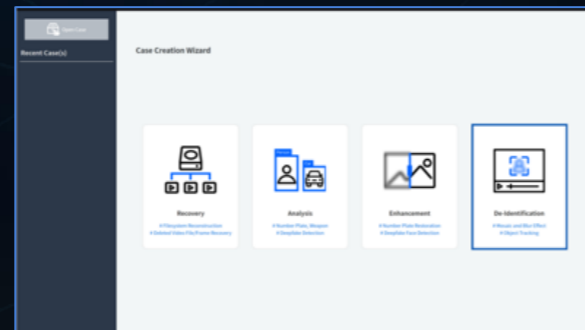 Open Case
Recent Case(s)
Case Creation Wizard
Recovery
# Filesystem Reconstruction
# Deleted Video File/Frame Recovery
Analysis
# Number Plate, Weapon
# Deepfake Detection
Enhancement
# Number Plate Restoration
# Deepfake Face Detection
De-Identification
# Mosaic and Blur Effect
# Object Tracking